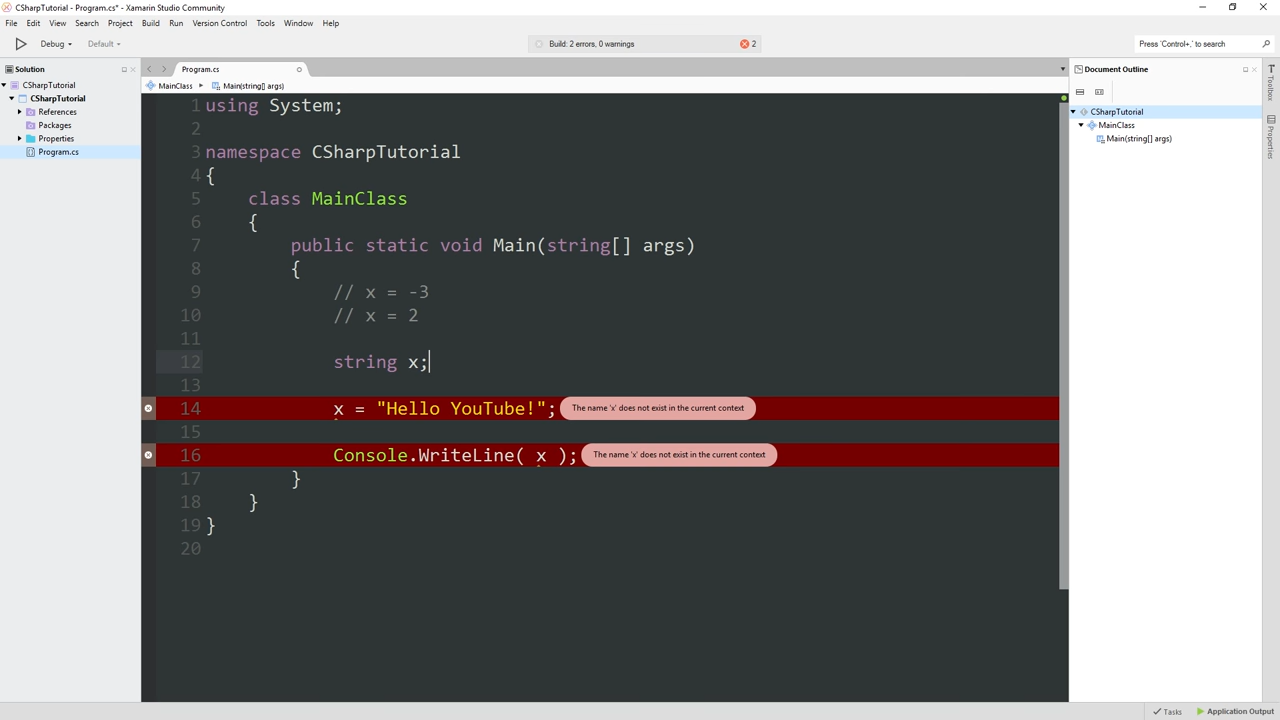 CSharpTutorial - Program.cs* - Xamarin Studio Community
File Edit View Search Project Build Run Version Control Tools Window Help
Debug Default Build: 2 errors, 0 warnings 2 Press 'Control+,' to search
Solution
CSharpTutorial
CSharpTutorial
References
Packages
Properties
Program.cs
Program.cs
MainClass Main(string[] args)
1 using System;
2
3 namespace CSharpTutorial
4 {
5 class MainClass
6 {
7 public static void Main(string[] args)
8 {
9 // x = -3
10 // x = 2
11
12 string x;
13
14 x = "Hello YouTube!"; The name 'x' does not exist in the current context
15
16 Console.WriteLine( x ); The name 'x' does not exist in the current context
17 }
18 }
19 }
20
Document Outline
CSharpTutorial
MainClass
Main(string[] args)
Toolbox
Properties
Tasks Application Output